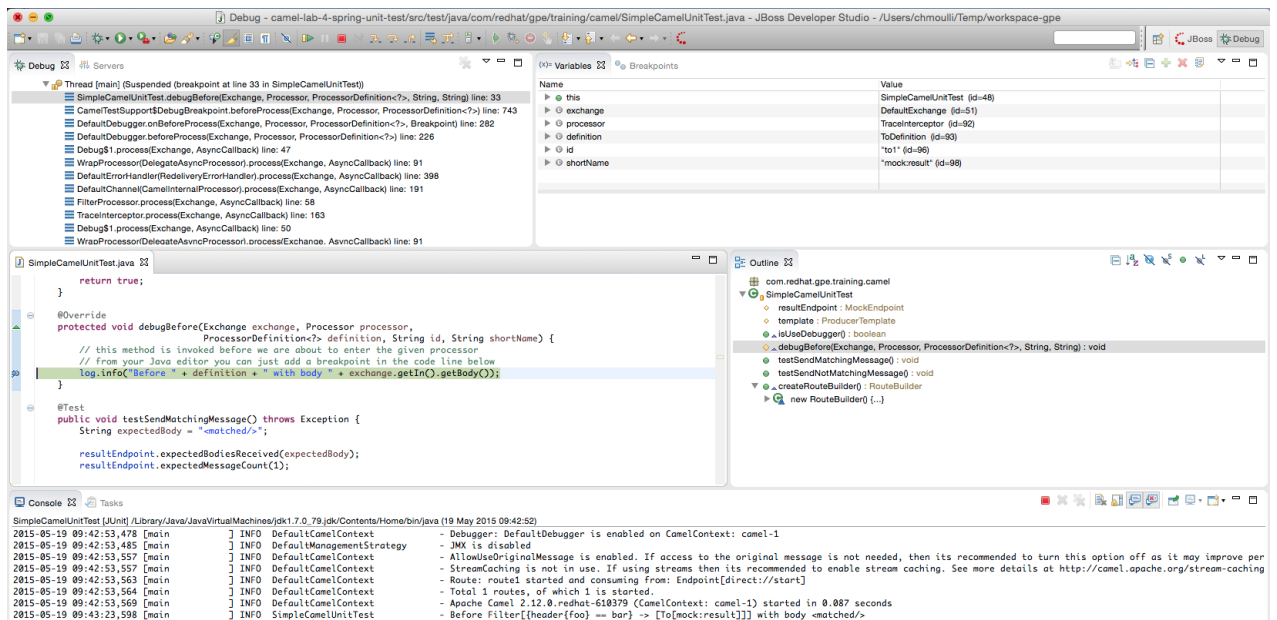 Debug - camel-lab-4-spring-unit-test/src/test/java/com/redhat/gpe/training/camel/SimpleCamelUnitTest.java - JBoss Developer Studio - /Users/chmoulli/Temp/workspace-gpe
JBoss Debug
Debug Servers
Thread [main] (Suspended (breakpoint at line 33 in SimpleCamelUnitTest))
SimpleCamelUnitTest.debugBefore(Exchange, Processor, ProcessorDefinition<?>, String, String) line: 33
CamelTestSupport$DebugBreakpoint.beforeProcess(Exchange, Processor, ProcessorDefinition<?>) line: 743
DefaultDebugger.onBeforeProcess(Exchange, Processor, ProcessorDefinition<?>, Breakpoint) line: 282
DefaultDebugger.beforeProcess(Exchange, Processor, ProcessorDefinition<?>) line: 226
Debug$1.process(Exchange, AsyncCallback) line: 47
WrapProcessor(DelegateAsyncProcessor).process(Exchange, AsyncCallback) line: 91
DefaultErrorHandler(RedeliveryErrorHandler).process(Exchange, AsyncCallback) line: 398
DefaultChannel(CamelInternalProcessor).process(Exchange, AsyncCallback) line: 191
FilterProcessor.process(Exchange, AsyncCallback) line: 58
TraceInterceptor.process(Exchange, AsyncCallback) line: 163
Debug$1.process(Exchange, AsyncCallback) line: 50
WrapProcessor(DelegateAsyncProcessor).process(Exchange, AsyncCallback) line: 91
(x)= Variables Breakpoints
Name Value
this SimpleCamelUnitTest (id=48)
exchange DefaultExchange (id=51)
processor TraceInterceptor (id=92)
definition ToDefinition (id=93)
id "to1" (id=96)
shortName "mock:result" (id=98)
SimpleCamelUnitTest.java
return true;
}
@Override
protected void debugBefore(Exchange exchange, Processor processor,
ProcessorDefinition<?> definition, String id, String shortName) {
// this method is invoked before we are about to enter the given processor
// from your Java editor you can just add a breakpoint in the code line below
log.info("Before " + definition + " with body " + exchange.getIn().getBody());
}
@Test
public void testSendMatchingMessage() throws Exception {
String expectedBody = "<matched/>";
resultEndpoint.expectedBodiesReceived(expectedBody);
resultEndpoint.expectedMessageCount(1);
Outline
com.redhat.gpe.training.camel
SimpleCamelUnitTest
resultEndpoint : MockEndpoint
template : ProducerTemplate
isUseDebugger() : boolean
debugBefore(Exchange, Processor, ProcessorDefinition<?>, String, String) : void
testSendMatchingMessage() : void
testSendNotMatchingMessage() : void
createRouteBuilder() : RouteBuilder
new RouteBuilder() {...}
Console Tasks
SimpleCamelUnitTest [JUnit] /Library/Java/JavaVirtualMachines/jdk1.7.0_79.jdk/Contents/Home/bin/java (19 May 2015 09:42:52)
2015-05-19 09:42:53,478 [main ] INFO DefaultCamelContext - Debugger: DefaultDebugger is enabled on CamelContext: camel-1
2015-05-19 09:42:53,485 [main ] INFO DefaultManagementStrategy - JMX is disabled
2015-05-19 09:42:53,557 [main ] INFO DefaultCamelContext - AllowUseOriginalMessage is enabled. If access to the original message is not needed, then its recommended to turn this option off as it may improve per
2015-05-19 09:42:53,557 [main ] INFO DefaultCamelContext - StreamCaching is not in use. If using streams then its recommended to enable stream caching. See more details at http://camel.apache.org/stream-caching
2015-05-19 09:42:53,563 [main ] INFO DefaultCamelContext - Route: route1 started and consuming from: Endpoint[direct://start]
2015-05-19 09:42:53,564 [main ] INFO DefaultCamelContext - Total 1 routes, of which 1 is started.
2015-05-19 09:42:53,569 [main ] INFO DefaultCamelContext - Apache Camel 2.12.0.redhat-610379 (CamelContext: camel-1) started in 0.087 seconds
2015-05-19 09:43:23,598 [main ] INFO SimpleCamelUnitTest - Before Filter[{header{foo} == bar} -> [To[mock:result]]] with body <matched/>